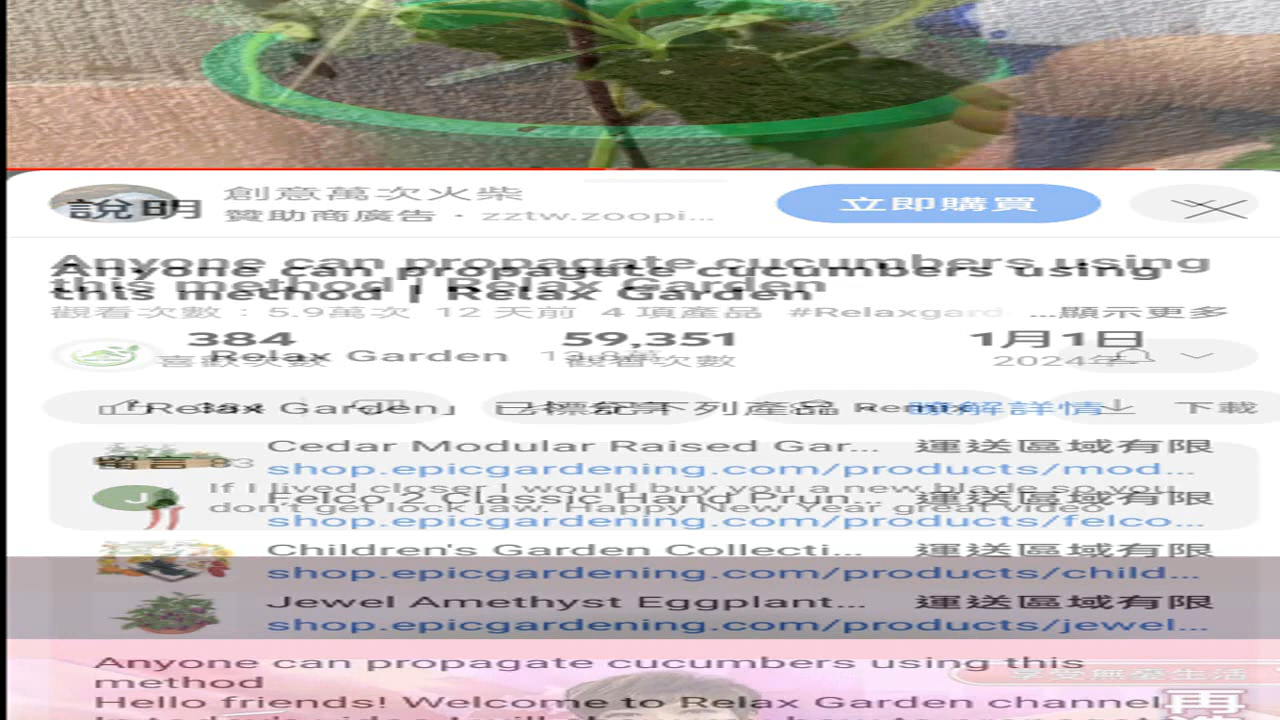 說明
創意萬次火柴
贊助商廣告・zztw.zoopi...
立即購買
Anyone can propagate cucumbers using
this method | Relax Garden
觀看次數：5.9萬次 12 天前 4 項產品 #Relaxgard
...顯示更多
384 59,351 1月1日
喜歡次數 觀看次數 2024年
Relax Garden
「Relax Garden」已標記下列產品 瞭解詳情
下載
Cedar Modular Raised Gar... 運送區域有限
shop.epicgardening.com/products/mod...
留言
If I lived closer I would buy you a new blade so you
don't get lock jaw. Happy New Year great video
Felco 2 Classic Hand Prun... 運送區域有限
shop.epicgardening.com/products/felco...
Children's Garden Collecti... 運送區域有限
shop.epicgardening.com/products/child...
Jewel Amethyst Eggplant... 運送區域有限
shop.epicgardening.com/products/jewel...
Anyone can propagate cucumbers using this
method
Hello friends! Welcome to Relax Garden channel.
再